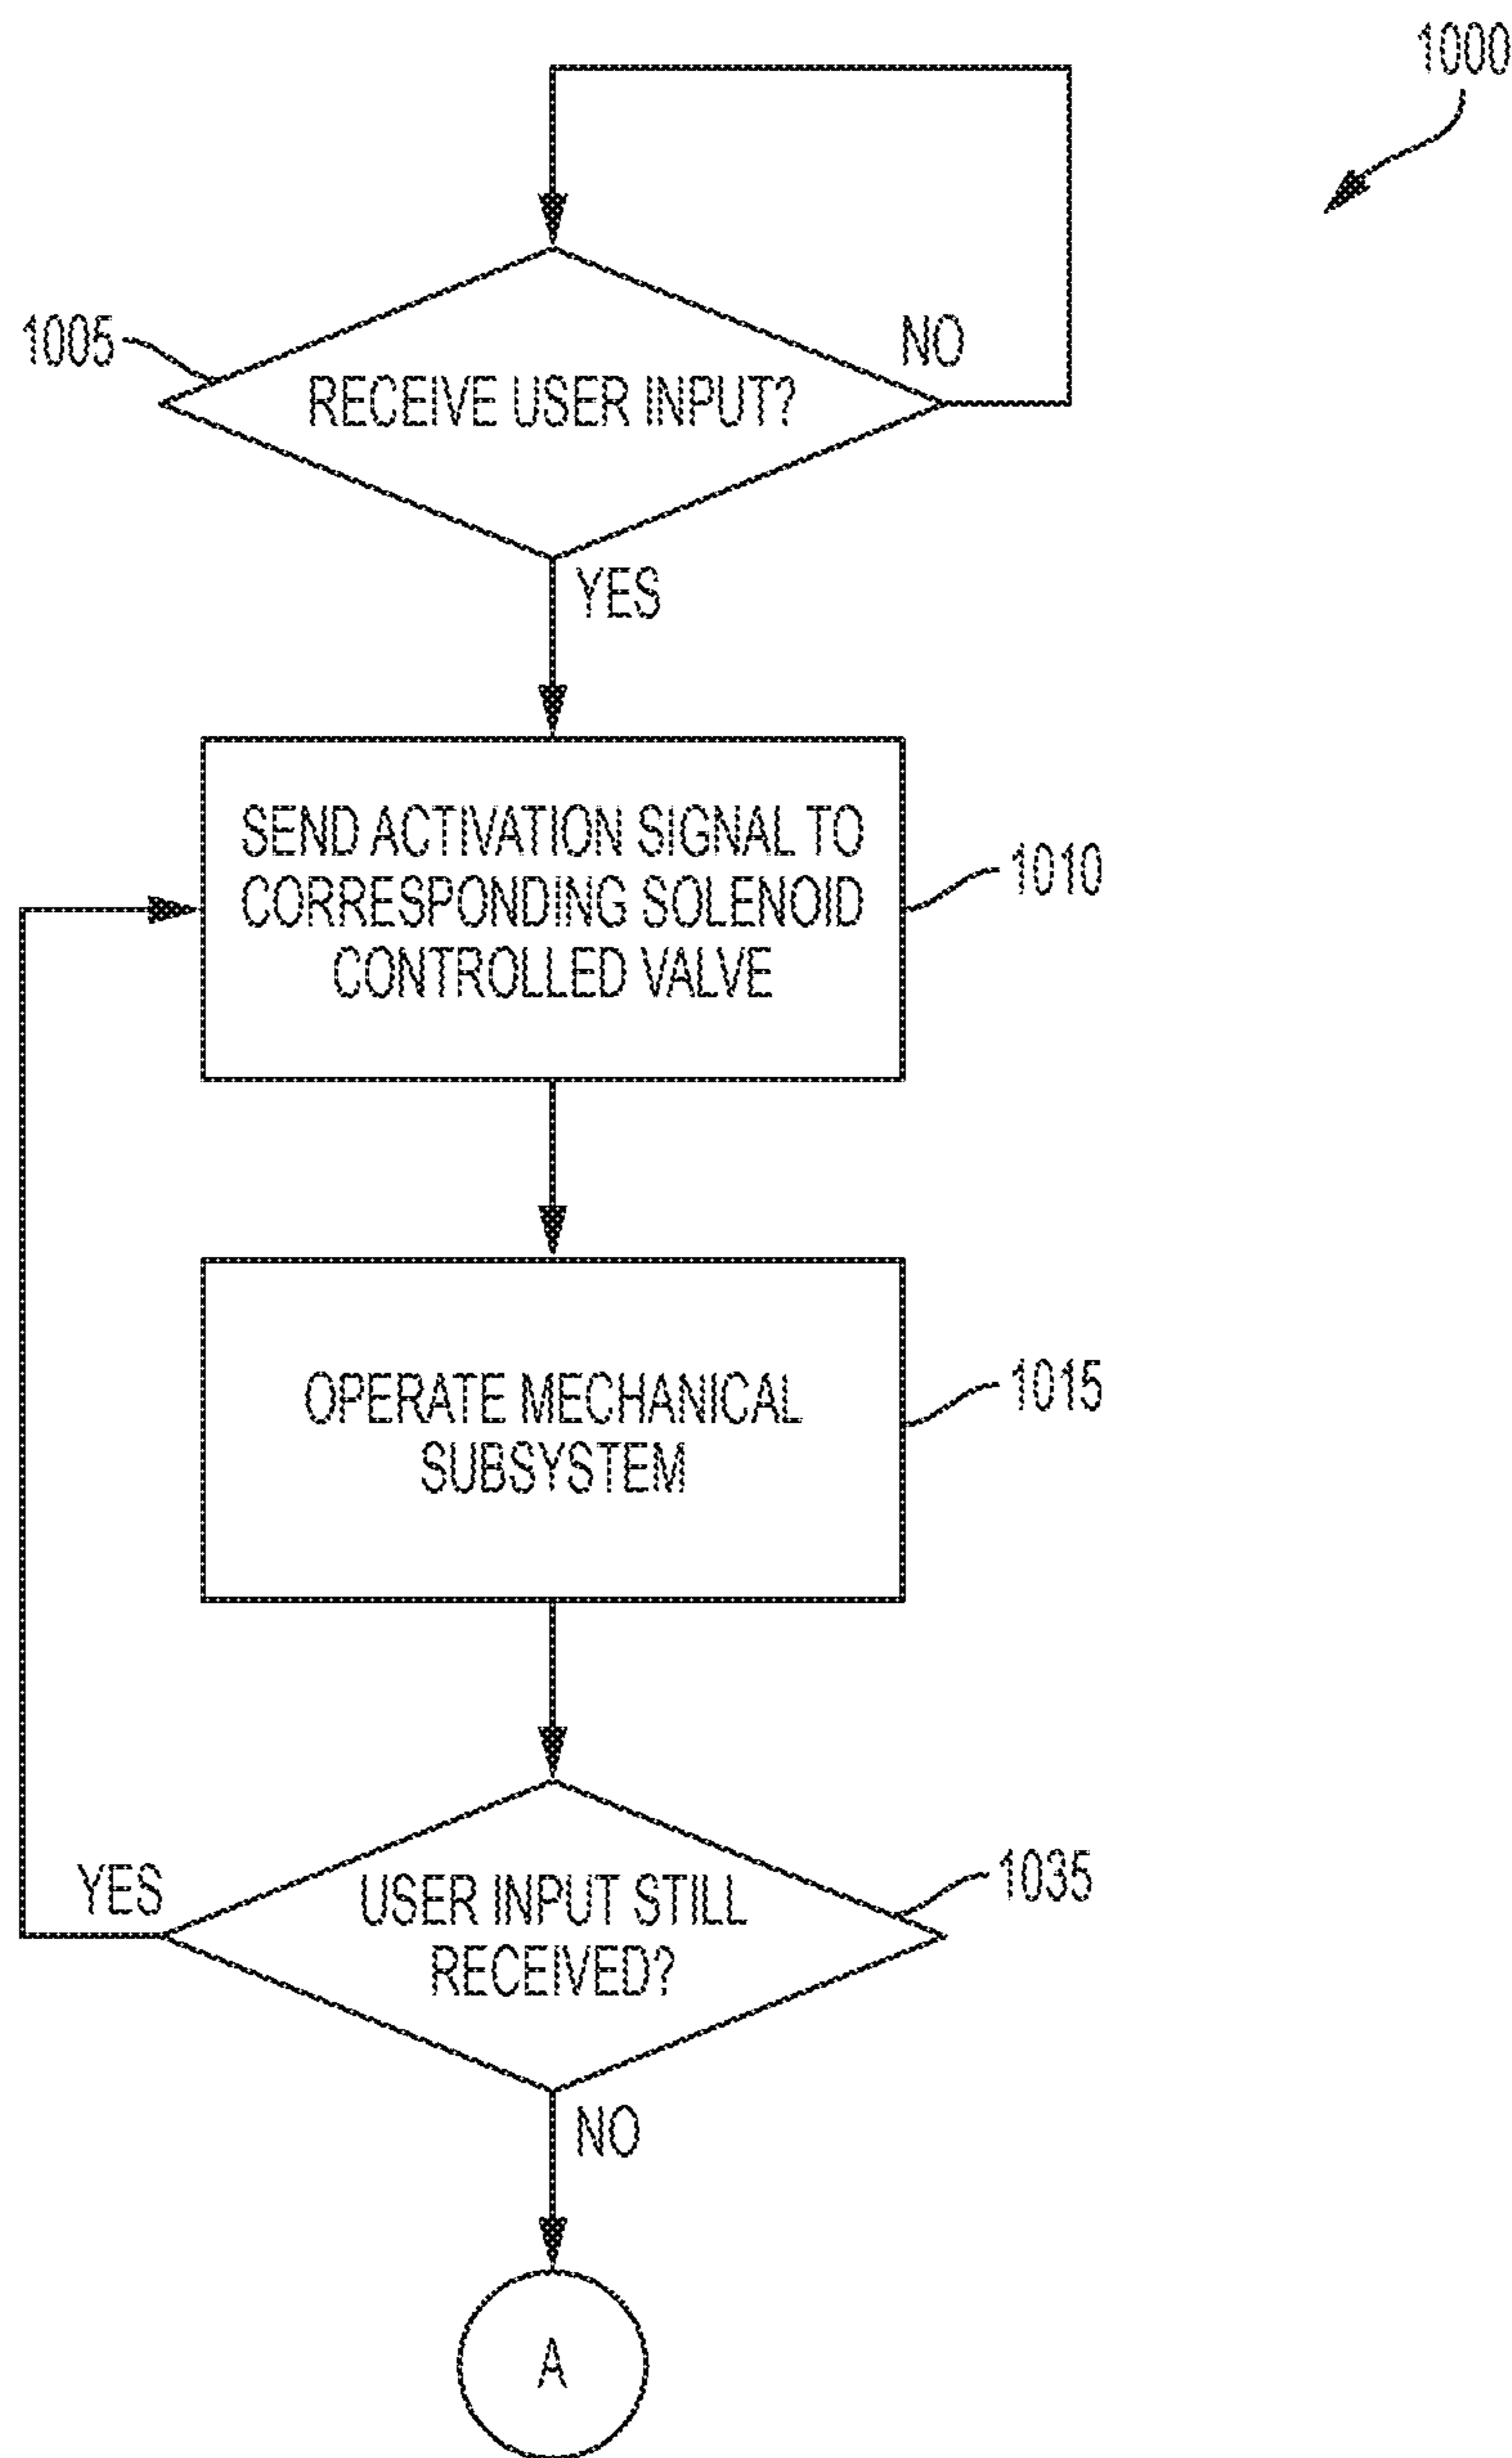 1000
1005
NO
RECEIVE USER INPUT?
YES
SEND ACTIVATION SIGNAL TO
CORRESPONDING SOLENOID
CONTROLLED VALVE
1010
OPERATE MECHANICAL
SUBSYSTEM
1015
YES
USER INPUT STILL
RECEIVED?
1035
NO
A